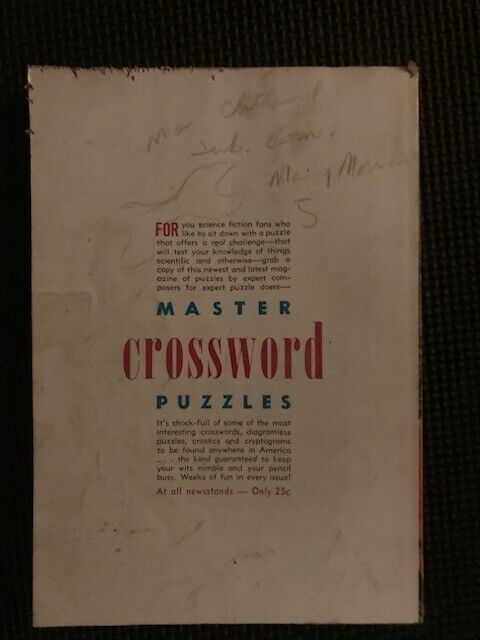 5
FOR you science fiction fans who
like to sit down with a puzzle
that offers a real challenge—that
will test your knowledge of things
scientific and otherwise—grab a
copy of this newest and latest mag-
azine of puzzles by expert com-
posers for expert puzzle doers—
MASTER
crossword
PUZZLES
It's chock-full of some of the most
interesting crosswords, diagramless
puzzles, crostics and cryptograms
to be found anywhere in America
.... the kind guaranteed to keep
your wits nimble and your pencil
busy. Weeks of fun in every issue!
At all newsstands — Only 25¢